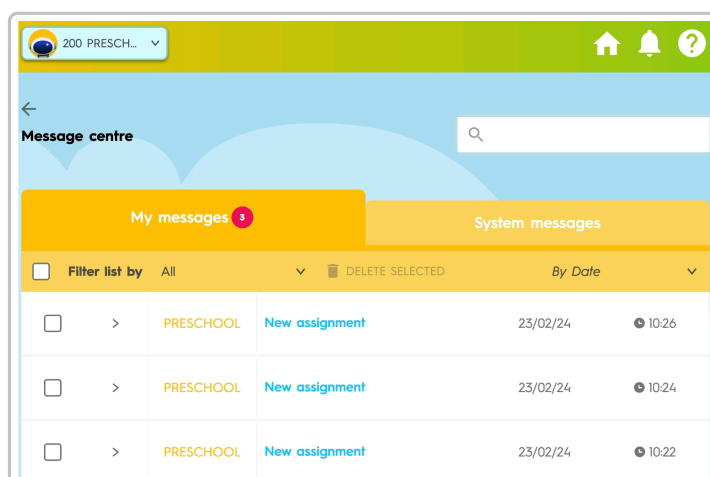 200 PRESCH...
?
Message centre
My messages 3
System messages
Filter list by All DELETE SELECTED By Date
PRESCHOOL New assignment 23/02/24 10:26
PRESCHOOL New assignment 23/02/24 10:24
PRESCHOOL New assignment 23/02/24 10:22